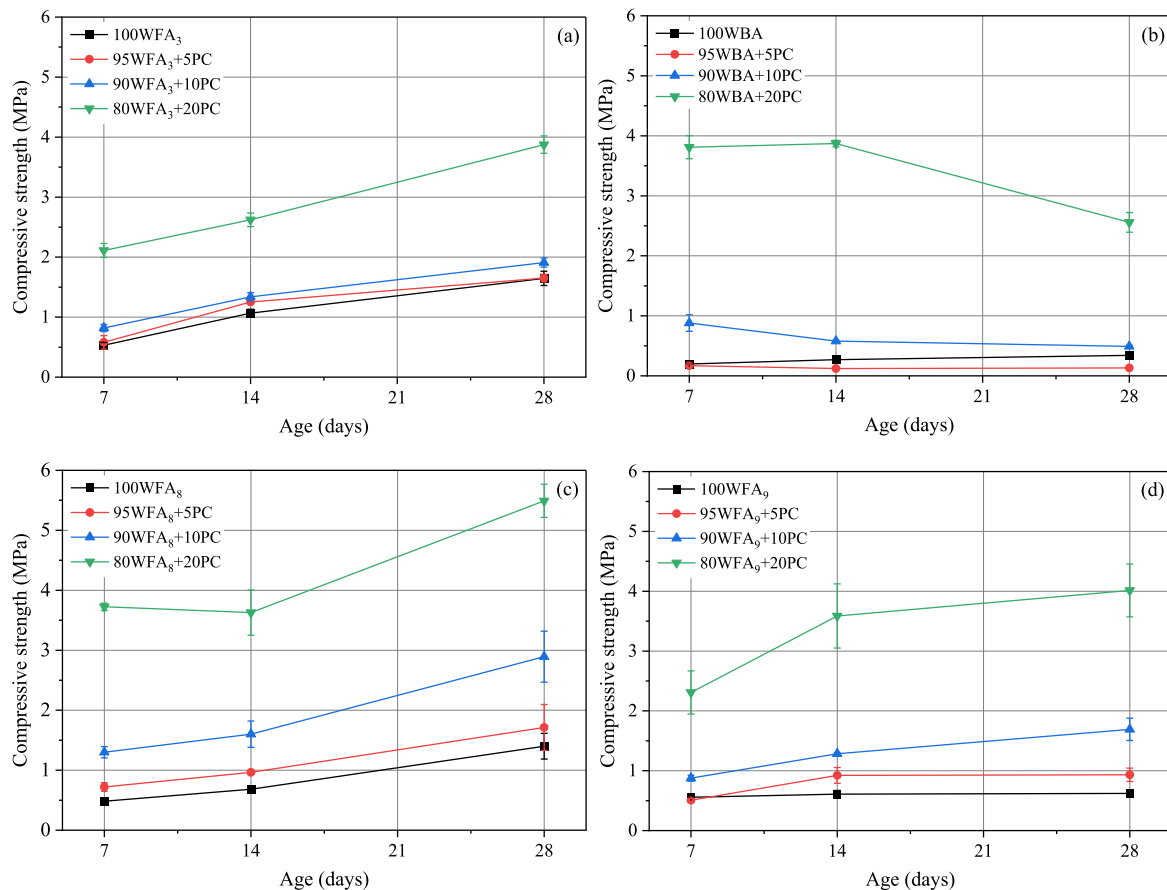 6
5
4
3
2
1
0
Compressive strength (MPa)
100WFA₃
95WFA₃+5PC
90WFA₃+10PC
80WFA₃+20PC
(a)
7
14
21
28
Age (days)
6
5
4
3
2
1
0
Compressive strength (MPa)
100WBA
95WBA+5PC
90WBA+10PC
80WBA+20PC
(b)
7
14
21
28
Age (days)
6
5
4
3
2
1
0
Compressive strength (MPa)
100WFA₈
95WFA₈+5PC
90WFA₈+10PC
80WFA₈+20PC
(c)
7
14
21
28
Age (days)
6
5
4
3
2
1
0
Compressive strength (MPa)
100WFA₉
95WFA₉+5PC
90WFA₉+10PC
80WFA₉+20PC
(d)
7
14
21
28
Age (days)